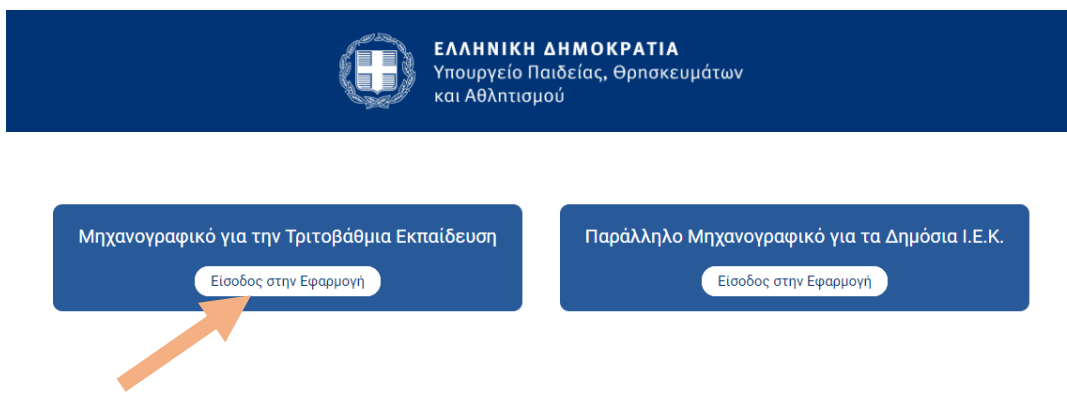 ΕΛΛΗΝΙΚΗ ΔΗΜΟΚΡΑΤΙΑ
Υπουργείο Παιδείας, Θρησκευμάτων
και Αθλητισμού
Μηχανογραφικό για την Τριτοβάθμια Εκπαίδευση
Είσοδος στην Εφαρμογή
Παράλληλο Μηχανογραφικό για τα Δημόσια Ι.Ε.Κ.
Είσοδος στην Εφαρμογή